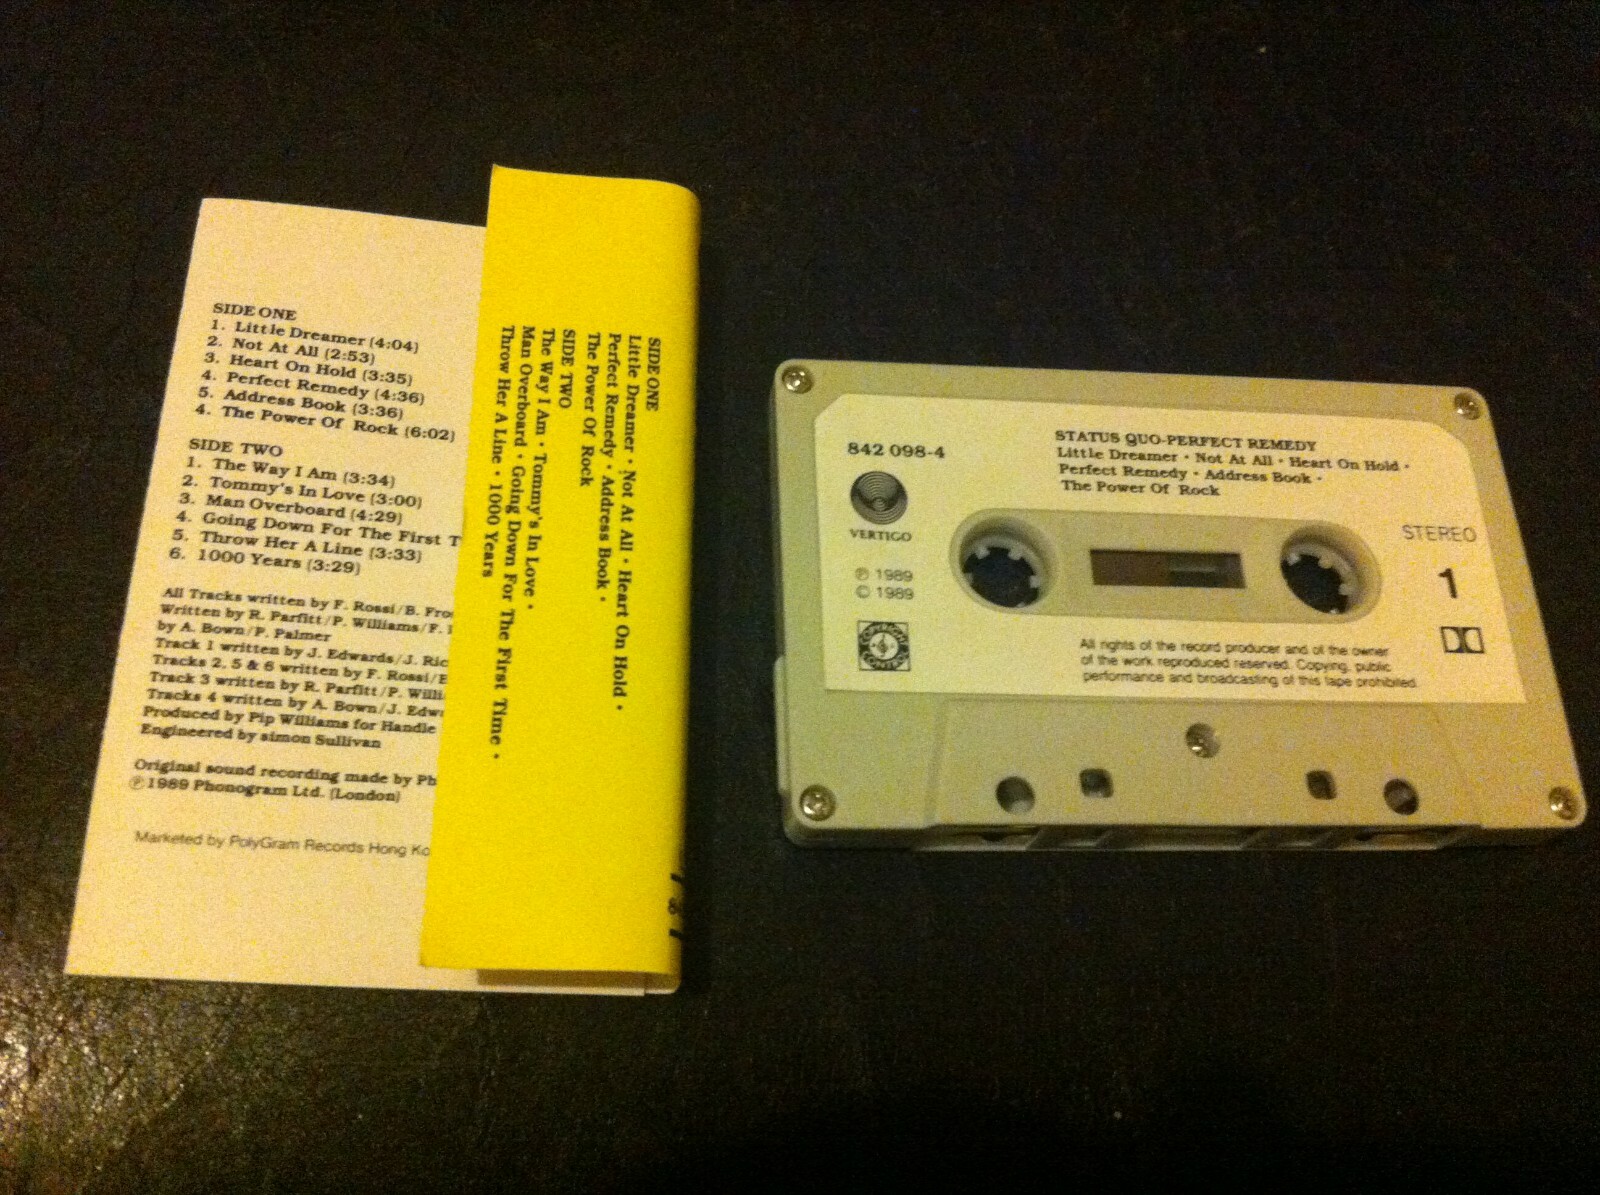 SIDE ONE
1. Little Dreamer (4:04)
2. Not At All (2:53)
3. Heart On Hold (3:35)
4. Perfect Remedy (4:36)
5. Address Book (3:36)
4. The Power Of Rock (6:02)
SIDE TWO
1. The Way I Am (3:34)
2. Tommy's In Love (3:00)
3. Man Overboard (4:29)
4. Going Down For The First T
5. Throw Her A Line (3:33)
6. 1000 Years (3:29)
All Tracks written by F. Rossi/B. Fro
Written by R. Parfitt/P. Williams/F.
by A. Bown/P. Palmer
Track 1 written by J. Edwards/J. Ric
Tracks 2, 5 & 6 written by F. Rossi/
Track 3 written by R. Parfitt/P. Willi
Tracks 4 written by A. Bown/J. Edw
Produced by Pip Williams for Handle
Engineered by simon Sullivan
Original sound recording made by Ph
℗ 1989 Phonogram Ltd. (London)
Marketed by PolyGram Records Hong Ko
SIDE ONE
Little Dreamer • Not At All • Heart On Hold •
Perfect Remedy • Address Book •
The Power Of Rock
SIDE TWO
The Way I Am • Tommy's In Love •
Man Overboard • Going Down For The First Time •
Throw Her A Line • 1000 Years
842 098-4
VERTIGO
℗ 1989
© 1989
COPYRIGHT CONTROL
STATUS QUO-PERFECT REMEDY
Little Dreamer • Not At All • Heart On Hold •
Perfect Remedy • Address Book •
The Power Of Rock
STEREO
1
All rights of the record producer and of the owner
of the work reproduced reserved. Copying, public
performance and broadcasting of this tape prohibited.